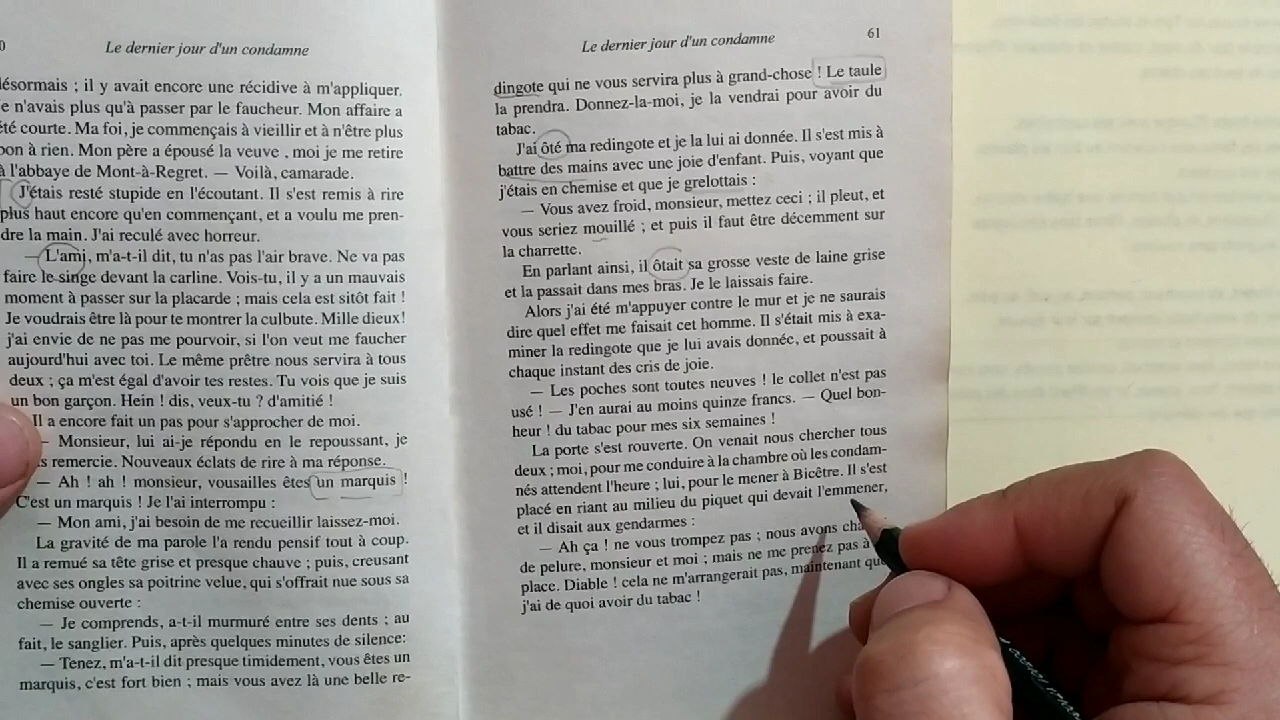 0
Le dernier jour d'un condamne
ésormais ; il y avait encore une récidive à m'appliquer,
e n'avais plus qu'à passer par le faucheur. Mon affaire a
été courte. Ma foi, je commençais à vieillir et à n'être plus
bon à rien. Mon père a épousé la veuve , moi je me retire
à l'abbaye de Mont-à-Regret. — Voilà, camarade.
J'étais resté stupide en l'écoutant. Il s'est remis à rire
plus haut encore qu'en commençant, et a voulu me pren-
dre la main. J'ai reculé avec horreur.
— L'ami, m'a-t-il dit, tu n'as pas l'air brave. Ne va pas
faire le singe devant la carline. Vois-tu, il y a un mauvais
moment à passer sur la placarde ; mais cela est sitôt fait !
Je voudrais être là pour te montrer la culbute. Mille dieux!
j'ai envie de ne pas me pourvoir, si l'on veut me faucher
aujourd'hui avec toi. Le même prêtre nous servira à tous
deux ; ça m'est égal d'avoir tes restes. Tu vois que je suis
un bon garçon. Hein ! dis, veux-tu ? d'amitié !
Il a encore fait un pas pour s'approcher de moi.
— Monsieur, lui ai-je répondu en le repoussant, je
s remercie. Nouveaux éclats de rire à ma réponse.
— Ah ! ah ! monsieur, vousailles êtes un marquis !
C'est un marquis ! Je l'ai interrompu :
— Mon ami, j'ai besoin de me recueillir laissez-moi.
La gravité de ma parole l'a rendu pensif tout à coup.
Il a remué sa tête grise et presque chauve ; puis, creusant
avec ses ongles sa poitrine velue, qui s'offrait nue sous sa
chemise ouverte :
— Je comprends, a-t-il murmuré entre ses dents ; au
fait, le sanglier. Puis, après quelques minutes de silence:
— Tenez, m'a-t-il dit presque timidement, vous êtes un
marquis, c'est fort bien ; mais vous avez là une belle re-
Le dernier jour d'un condamne
61
dingote qui ne vous servira plus à grand-chose ! Le taule
la prendra. Donnez-la-moi, je la vendrai pour avoir du
tabac.
J'ai ôté ma redingote et je la lui ai donnée. Il s'est mis à
battre des mains avec une joie d'enfant. Puis, voyant que
j'étais en chemise et que je grelottais :
— Vous avez froid, monsieur, mettez ceci ; il pleut, et
vous seriez mouillé ; et puis il faut être décemment sur
la charrette.
En parlant ainsi, il ôtait sa grosse veste de laine grise
et la passait dans mes bras. Je le laissais faire.
Alors j'ai été m'appuyer contre le mur et je ne saurais
dire quel effet me faisait cet homme. Il s'était mis à exa-
miner la redingote que je lui avais donnée, et poussait à
chaque instant des cris de joie.
— Les poches sont toutes neuves ! le collet n'est pas
usé ! — J'en aurai au moins quinze francs. — Quel bon-
heur ! du tabac pour mes six semaines !
La porte s'est rouverte. On venait nous chercher tous
deux ; moi, pour me conduire à la chambre où les condam-
nés attendent l'heure ; lui, pour le mener à Bicêtre. Il s'est
placé en riant au milieu du piquet qui devait l'emmener,
et il disait aux gendarmes :
— Ah ça ! ne vous trompez pas ; nous avons cha
de pelure, monsieur et moi ; mais ne me prenez pas à
place. Diable ! cela ne m'arrangerait pas, maintenant que
j'ai de quoi avoir du tabac !